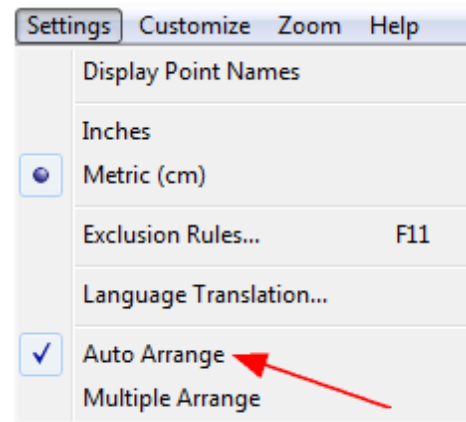 Settings Customize Zoom Help
Display Point Names
Inches
Metric (cm)
Exclusion Rules... F11
Language Translation...
Auto Arrange
Multiple Arrange